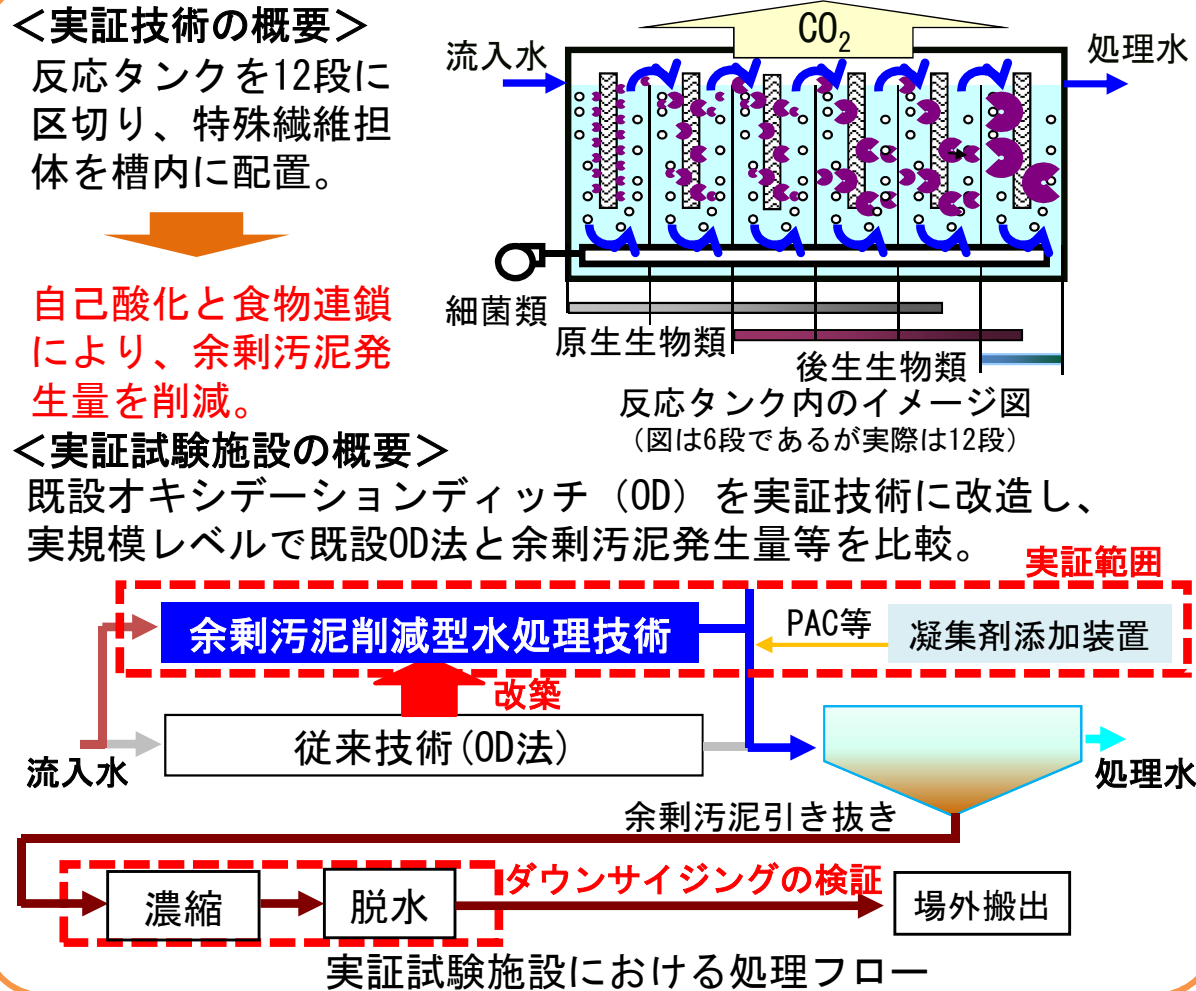 <実証技術の概要>
反応タンクを12段に
区切り、特殊繊維担
体を槽内に配置。
自己酸化と食物連鎖
により、余剰汚泥発
生量を削減。
CO2
流入水
処理水
細菌類
原生生物類
後生生物類
反応タンク内のイメージ図
(図は6段であるが実際は12段)
<実証試験施設の概要>
既設オキシデーションディッチ(OD)を実証技術に改造し、
実規模レベルで既設OD法と余剰汚泥発生量等を比較。
実証範囲
余剰汚泥削減型水処理技術
PAC等
凝集剤添加装置
改築
従来技術(OD法)
流入水
処理水
余剰汚泥引き抜き
濃縮
脱水
ダウンサイジングの検証
場外搬出
実証試験施設における処理フロー